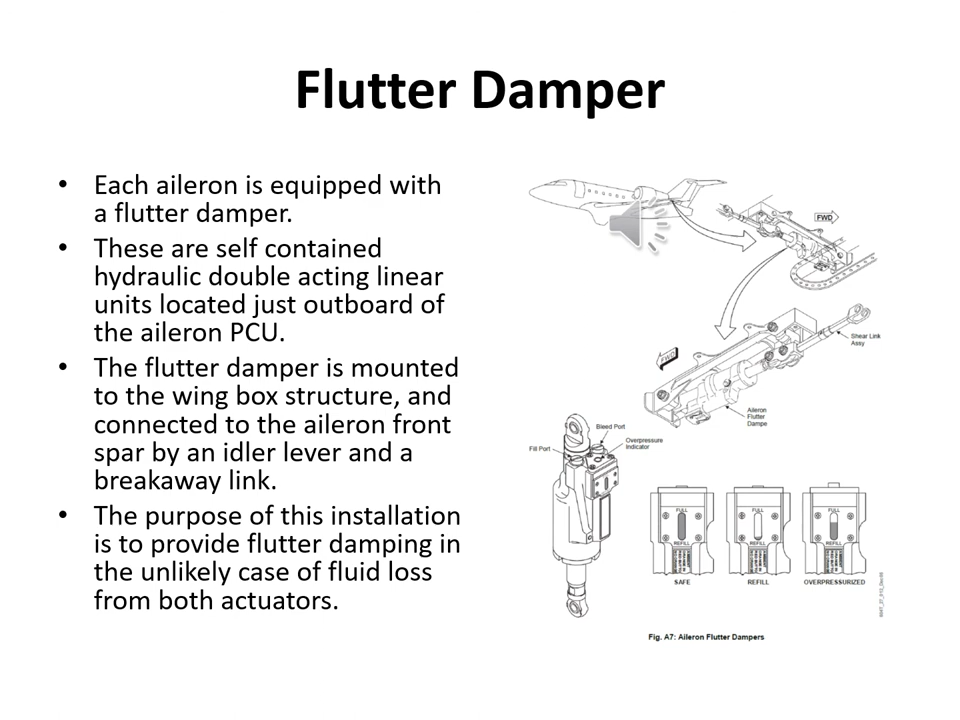 Flutter Damper
• Each aileron is equipped with
a flutter damper.
• These are self contained
hydraulic double acting linear
units located just outboard of
the aileron PCU.
• The flutter damper is mounted
to the wing box structure, and
connected to the aileron front
spar by an idler lever and a
breakaway link.
• The purpose of this installation
is to provide flutter damping in
the unlikely case of fluid loss
from both actuators.
FWD
Shear Link
Assy
FWD
Aileron
Flutter
Dampe
Bleed Port
Overpressure
Indicator
Fill Port
FULL
REFILL
SAFE
FULL
REFILL
REFILL
FULL
REFILL
OVERPRESSURIZED
Fig. A7: Aileron Flutter Dampers